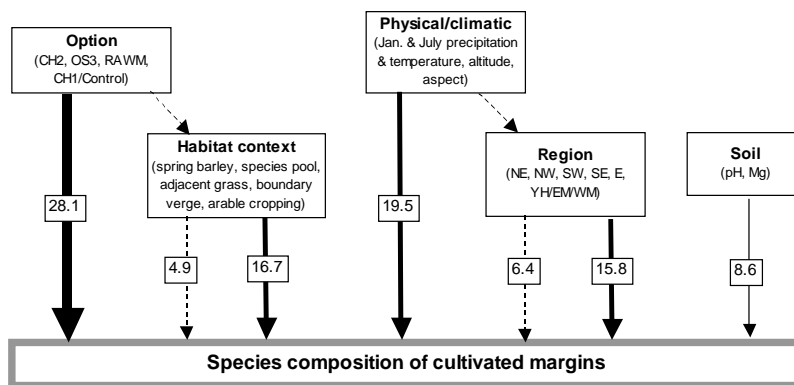 Option
(CH2, OS3, RAWM,
CH1/Control)
Physical/climatic
(Jan. & July precipitation
& temperature, altitude,
aspect)
Habitat context
(spring barley, species pool,
adjacent grass, boundary
verge, arable cropping)
Region
(NE, NW, SW, SE, E,
YH/EM/WM)
Soil
(pH, Mg)
28.1
4.9
16.7
19.5
6.4
15.8
8.6
Species composition of cultivated margins